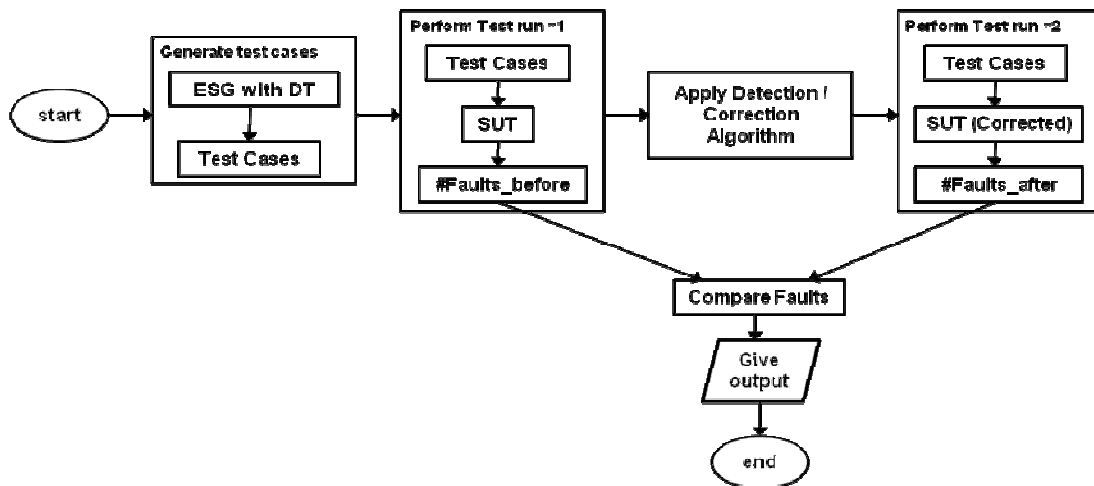 start
Generate test cases
ESG with DT
Test Cases
Perform Test run ~1
Test Cases
SUT
#Faults_before
Apply Detection /
Correction
Algorithm
Perform Test run ~2
Test Cases
SUT (Corrected)
#Faults_after
Compare Faults
Give
output
end